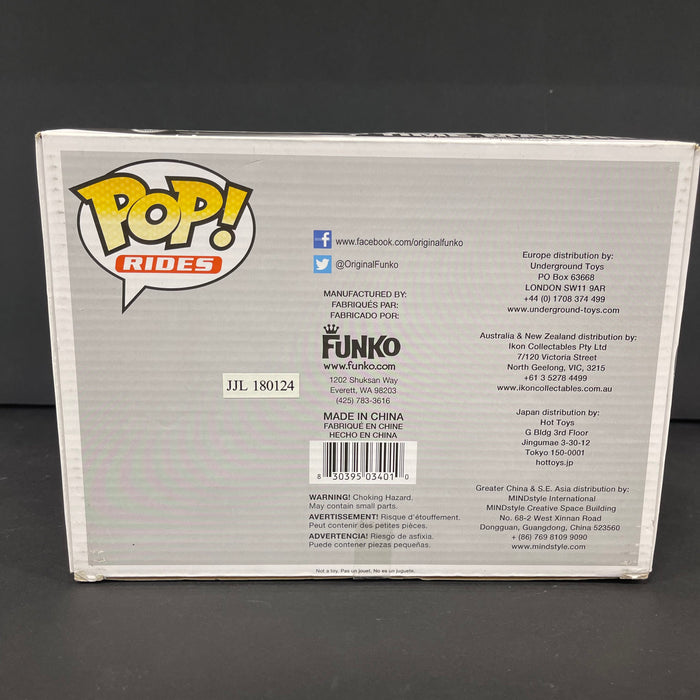 POP!
RIDES
www.facebook.com/originalfunko
@OriginalFunko
MANUFACTURED BY:
FABRIQUÉS PAR:
FABRICADO POR:
FUNKO
www.funko.com
1202 Shuksan Way
Everett, WA 98203
(425) 783-3616
MADE IN CHINA
FABRIQUÉ EN CHINE
HECHO EN CHINA
8 30395 03401 0
WARNING! Choking Hazard.
May contain small parts.
AVERTISSEMENT! Risque d'étouffement.
Peut contenir des petites pièces.
ADVERTENCIA! Riesgo de asfixia.
Puede contener piezas pequeñas.
Not a toy. Pas un jouet. No es un juguete.
JJL 180124
Europe distribution by:
Underground Toys
PO Box 63668
LONDON SW11 9AR
+44 (0) 1708 374 499
www.underground-toys.com
Australia & New Zealand distribution by:
Ikon Collectables Pty Ltd
7/120 Victoria Street
North Geelong, VIC, 3215
+61 3 5278 4499
www.ikoncollectables.com.au
Japan distribution by:
Hot Toys
G Bldg 3rd Floor
Jingumae 3-30-12
Tokyo 150-0001
hottoys.jp
Greater China & S.E. Asia distribution by:
MINDstyle International
MINDstyle Creative Space Building
No. 68-2 West Xinnan Road
Dongguan, Guangdong, China 523560
+ (86) 769 8109 9090
www.mindstyle.com